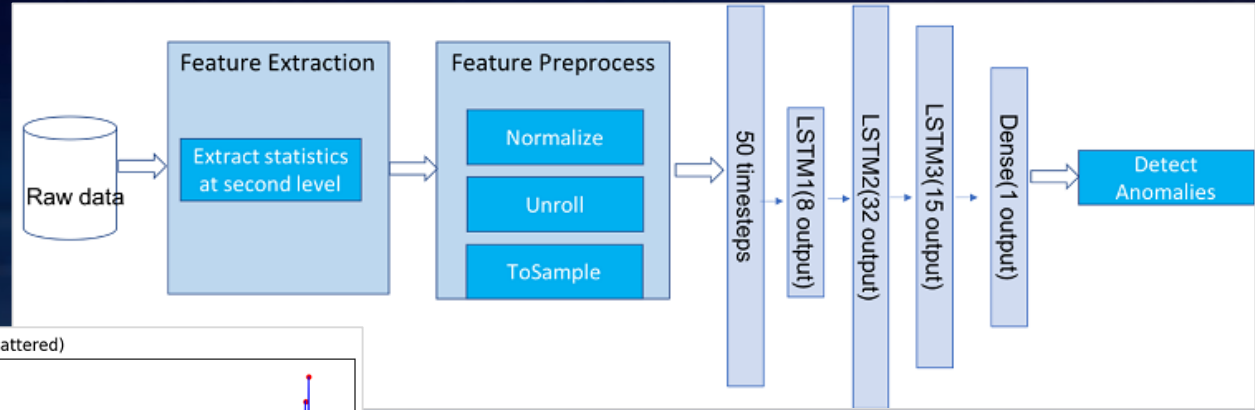 Feature Extraction
Extract statistics
at second level
Raw data
Feature Preprocess
Normalize
Unroll
ToSample
50 timesteps
LSTM1(8 output)
LSTM2(32 output)
LSTM3(15 output)
Dense(1 output)
Detect
Anomalies
attered)